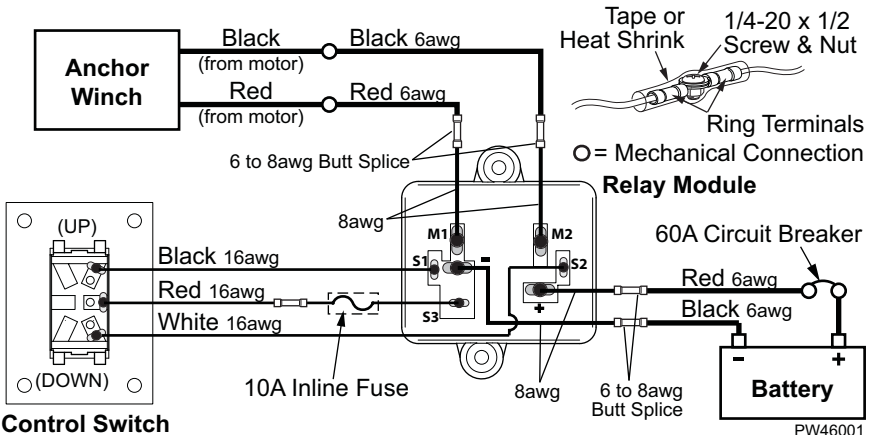 Anchor
Winch
Black
(from motor)
Black 6awg
Red
(from motor)
Red 6awg
Tape or
Heat Shrink
1/4-20 x 1/2
Screw & Nut
Ring Terminals
= Mechanical Connection
6 to 8awg Butt Splice
Relay Module
8awg
M1
M2
-
S1
S2
+
S3
(UP)
Black 16awg
Red 16awg
White 16awg
(DOWN)
10A Inline Fuse
Control Switch
60A Circuit Breaker
Red 6awg
Black 6awg
8awg
6 to 8awg
Butt Splice
- +
Battery
PW46001